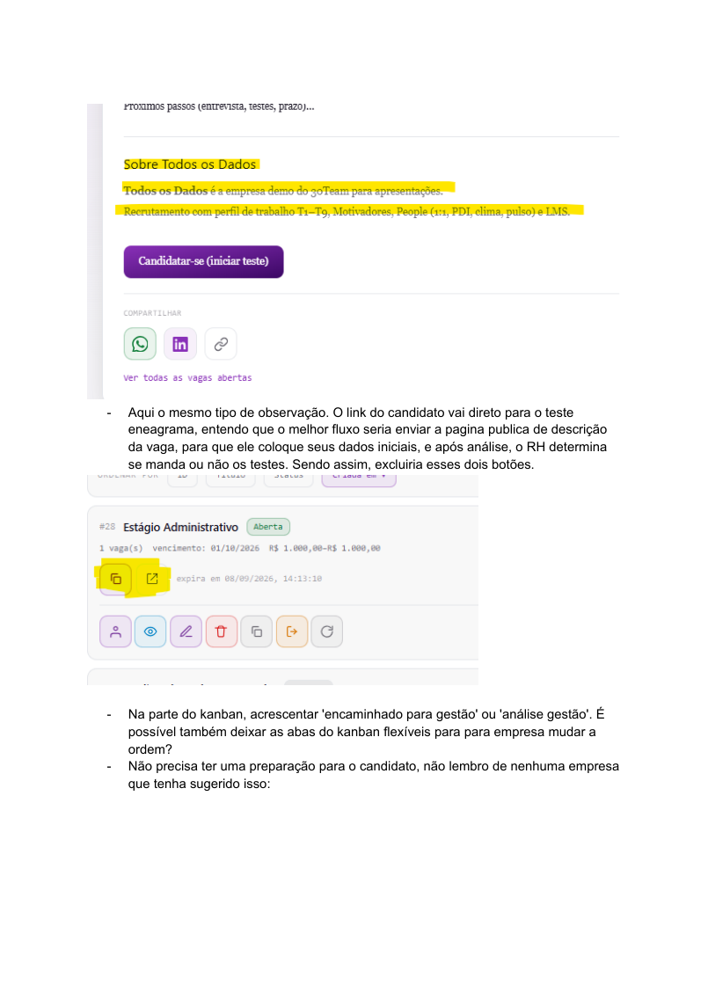 Próximos passos (entrevista, testes, prazo)...
Sobre Todos os Dados
Todos os Dados é a empresa demo do 30Team para apresentações.
Recrutamento com perfil de trabalho T1–T9, Motivadores, People (1:1, PDI, clima, pulso) e LMS.
Candidatar-se (iniciar teste)
COMPARTILHAR
Ver todas as vagas abertas
- Aqui o mesmo tipo de observação. O link do candidato vai direto para o teste
eneagrama, entendo que o melhor fluxo seria enviar a pagina publica de descrição
da vaga, para que ele coloque seus dados iniciais, e após análise, o RH determina
se manda ou não os testes. Sendo assim, excluiria esses dois botões.
ORDENAR POR ID Título Status Criada em
#28 Estágio Administrativo Aberta
1 vaga(s) vencimento: 01/10/2026 R$ 1.000,00–R$ 1.000,00
expira em 08/09/2026, 14:13:10
- Na parte do kanban, acrescentar 'encaminhado para gestão' ou 'análise gestão'. É
possível também deixar as abas do kanban flexíveis para para empresa mudar a
ordem?
- Não precisa ter uma preparação para o candidato, não lembro de nenhuma empresa
que tenha sugerido isso: